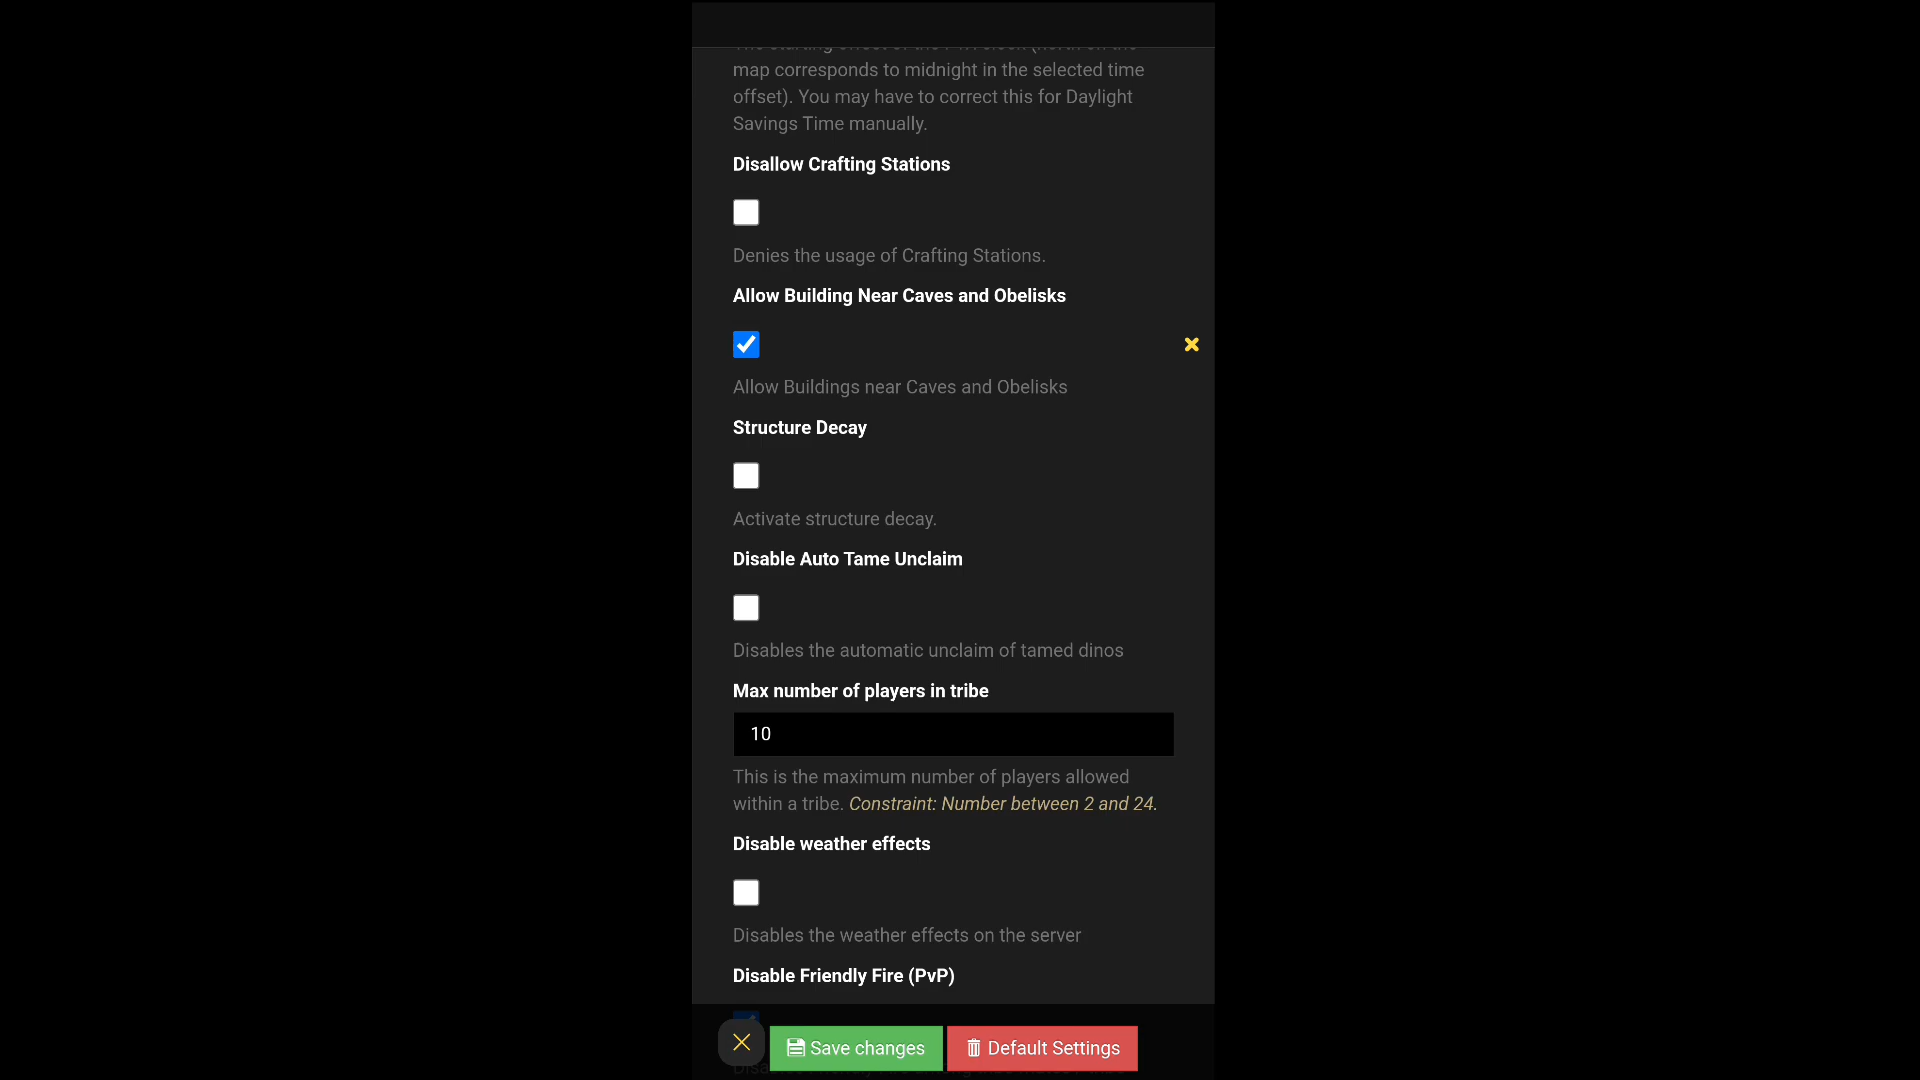 map corresponds to midnight in the selected time
offset). You may have to correct this for Daylight
Savings Time manually.
Disallow Crafting Stations
Denies the usage of Crafting Stations.
Allow Building Near Caves and Obelisks
Allow Buildings near Caves and Obelisks
Structure Decay
Activate structure decay.
Disable Auto Tame Unclaim
Disables the automatic unclaim of tamed dinos
Max number of players in tribe
10
This is the maximum number of players allowed
within a tribe. Constraint: Number between 2 and 24.
Disable weather effects
Disables the weather effects on the server
Disable Friendly Fire (PvP)
Save changes
Default Settings